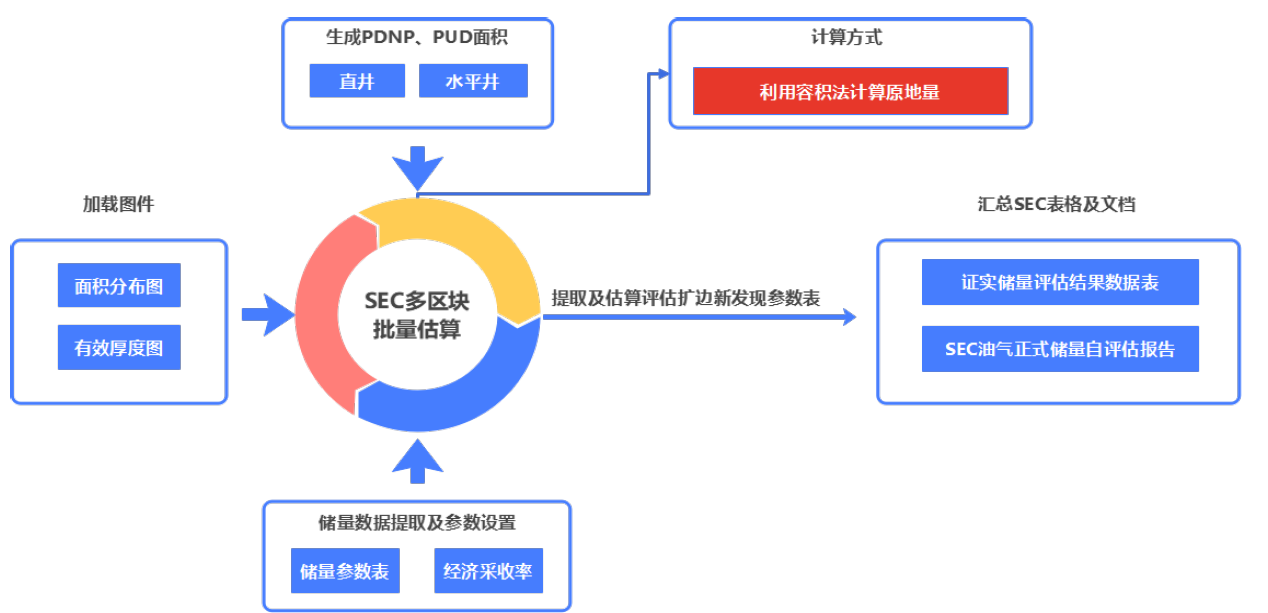 生成PDNP、PUD面积
直井
水平井
计算方式
利用容积法计算原地量
加载图件
面积分布图
有效厚度图
SEC多区块
批量估算
提取及估算评估扩边新发现参数表
汇总SEC表格及文档
证实储量评估结果数据表
SEC油气正式储量自评估报告
储量数据提取及参数设置
储量参数表
经济采收率